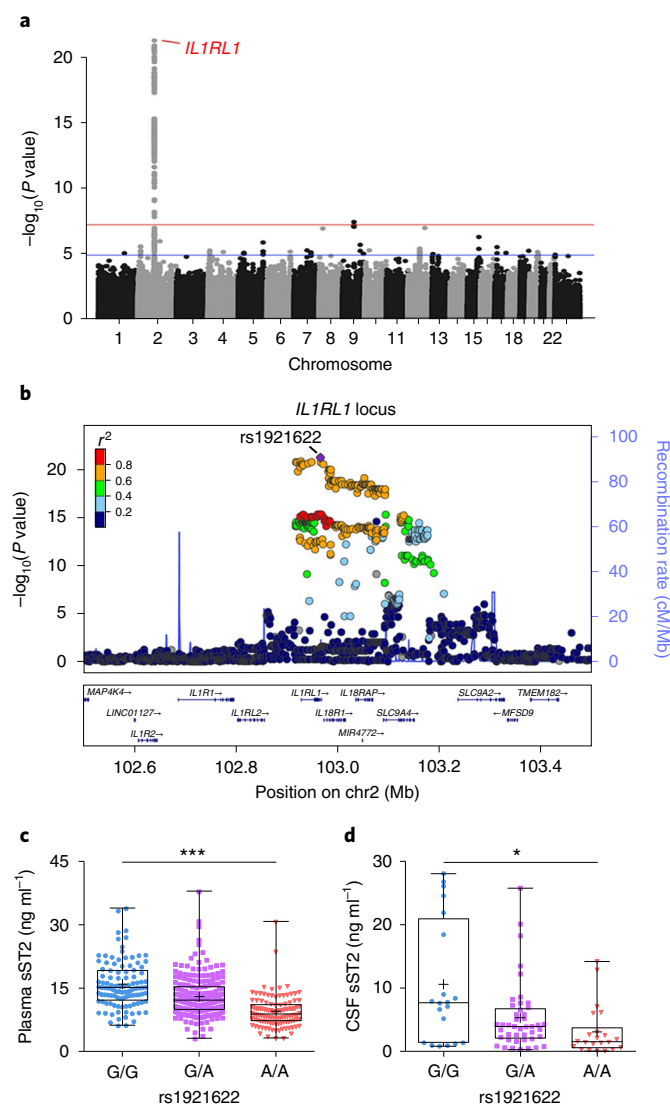 a
IL1RL1
20
15
10
5
0
–log10(P value)
1 2 3 4 5 6 7 8 9 11 13 15 18 22
Chromosome
b
IL1RL1 locus
r2
0.8
0.6
0.4
0.2
rs1921622
20
15
10
5
0
–log10(P value)
100
80
60
40
20
0
Recombination rate (cM/Mb)
MAP4K4→ IL1R1→ IL1RL1→ IL18RAP→ SLC9A2→ TMEM182→
LINC01127→ IL1RL2→ IL18R1→ SLC9A4→ ←MFSD9
IL1R2→ MIR4772→
102.6 102.8 103.0 103.2 103.4
Position on chr2 (Mb)
c
***
45
30
15
0
Plasma sST2 (ng ml–1)
G/G G/A A/A
rs1921622
d
*
30
20
10
0
CSF sST2 (ng ml–1)
G/G G/A A/A
rs1921622